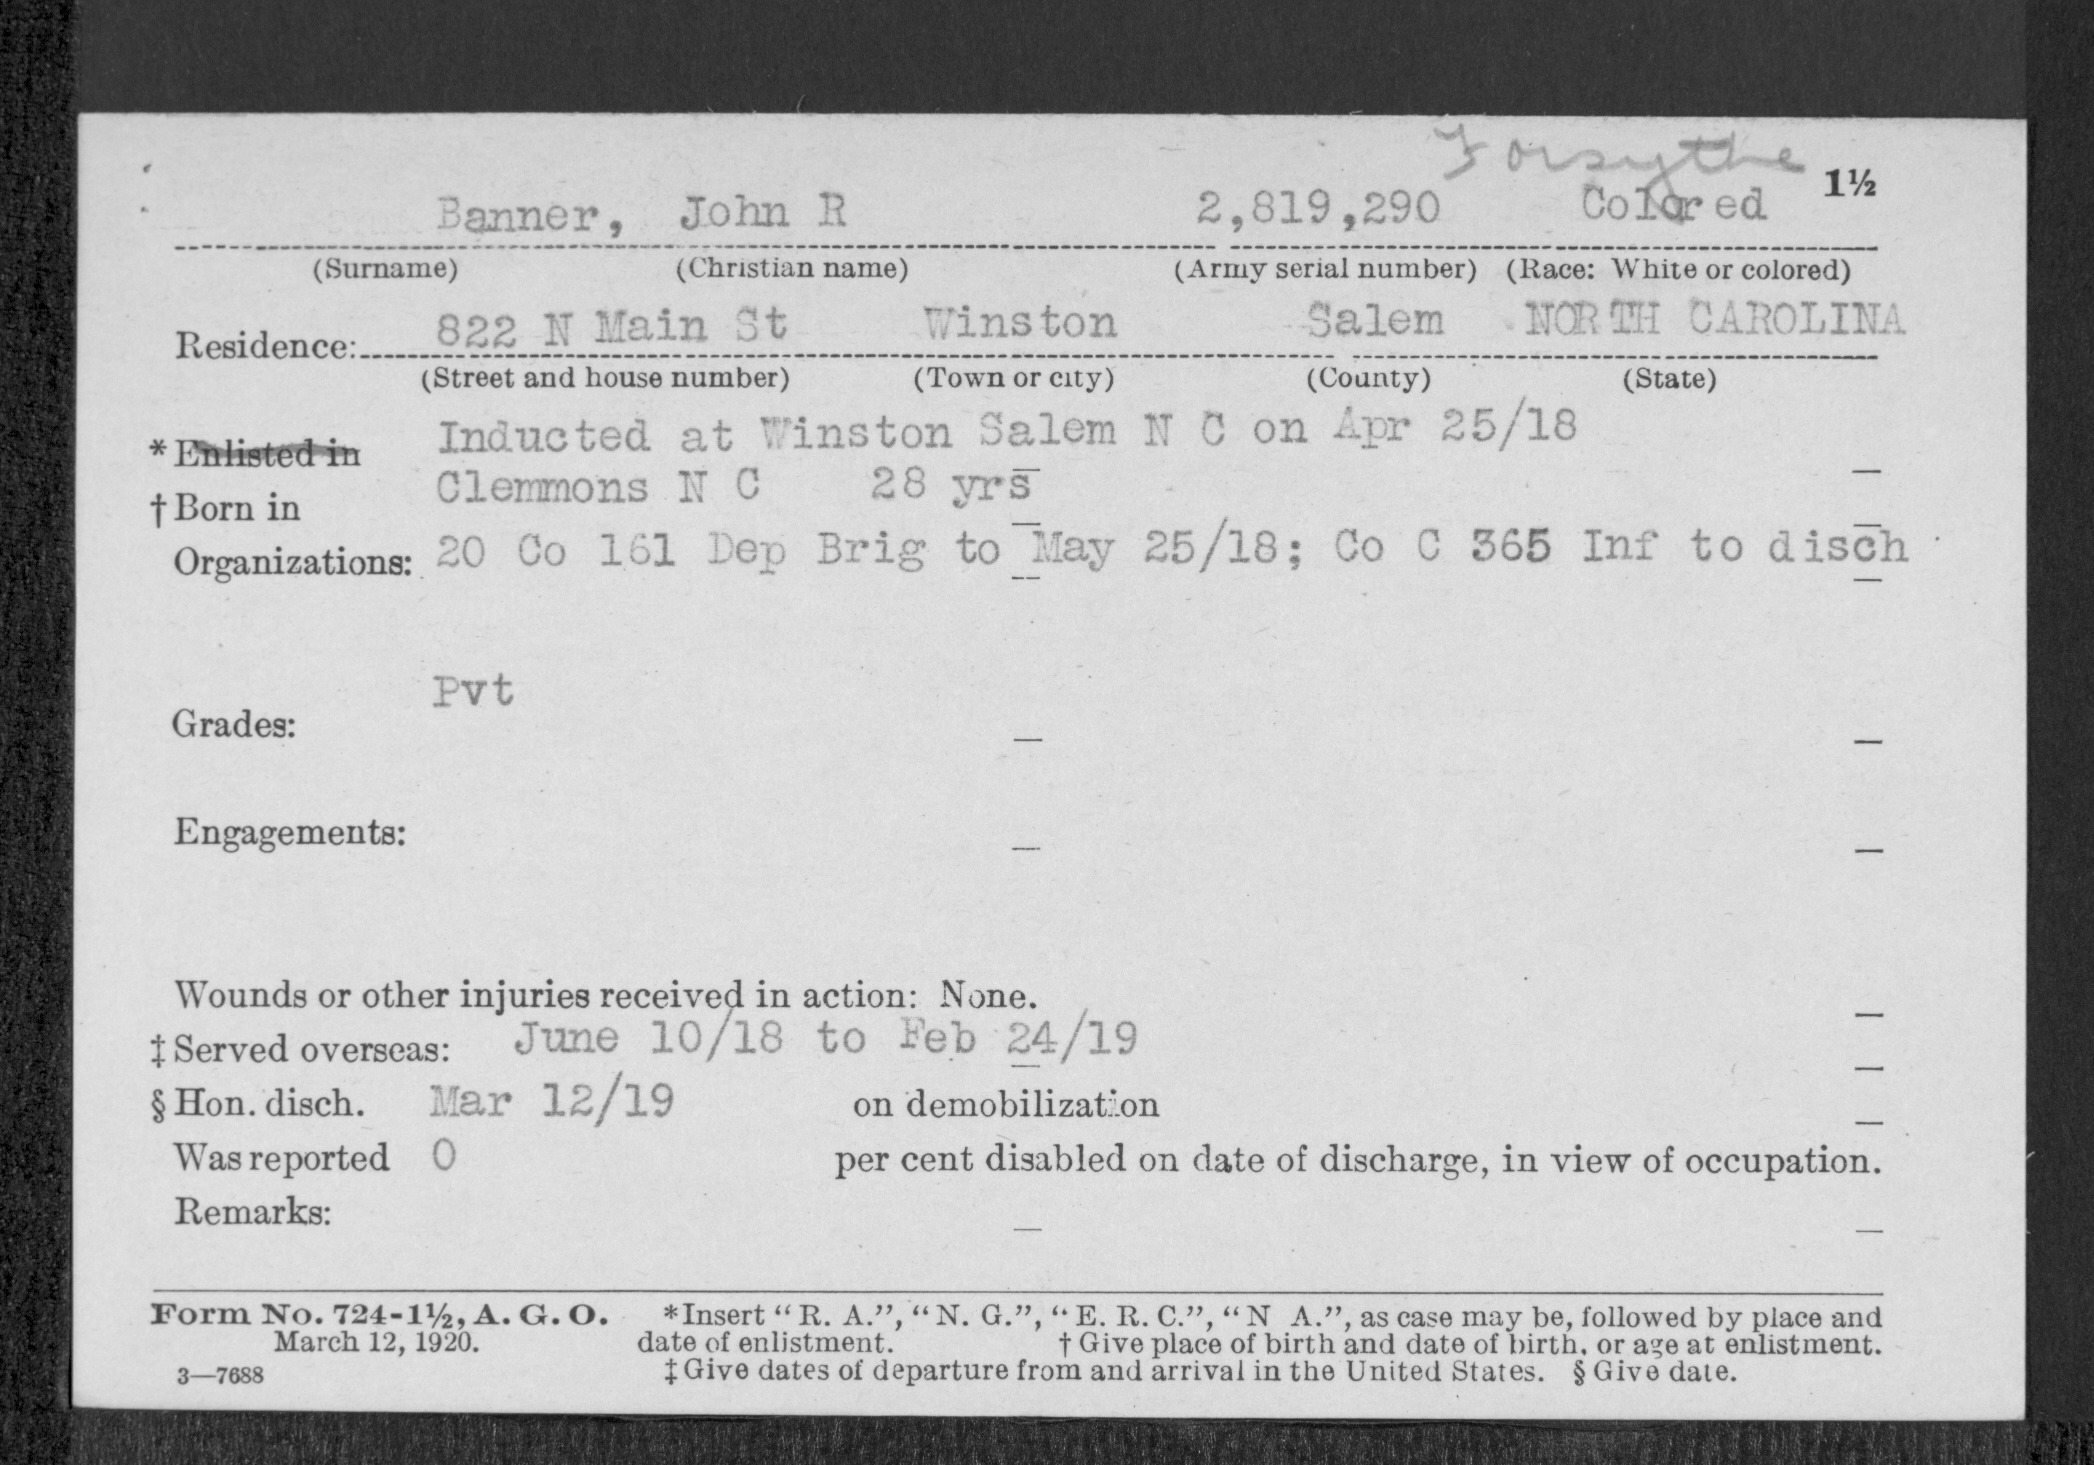 Forsythe
Banner, John R 2,819,290 Colored 1½
(Surname) (Christian name) (Army serial number) (Race: White or colored)
Residence: 822 N Main St Winston Salem NORTH CAROLINA
(Street and house number) (Town or city) (County) (State)
*Enlisted in Inducted at Winston Salem N C on Apr 25/18
†Born in Clemmons N C 28 yrs
Organizations: 20 Co 161 Dep Brig to May 25/18; Co C 365 Inf to disch
Grades: Pvt
Engagements:
Wounds or other injuries received in action: None.
‡Served overseas: June 10/18 to Feb 24/19
§Hon. disch. Mar 12/19 on demobilization
Was reported 0 per cent disabled on date of discharge, in view of occupation.
Remarks:
Form No. 724-1½, A. G. O. *Insert "R. A.", "N. G.", "E. R. C.", "N A.", as case may be, followed by place and
March 12, 1920. date of enlistment. †Give place of birth and date of birth, or age at enlistment.
3—7688 ‡Give dates of departure from and arrival in the United States. §Give date.